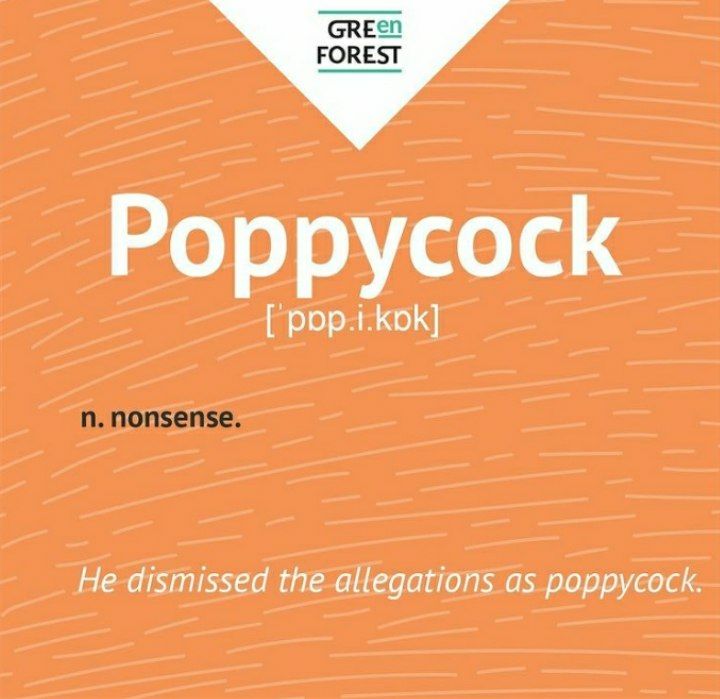 GREen
FOREST
Poppycock
[ˈpɒp.i.kɒk]
n. nonsense.
He dismissed the allegations as poppycock.